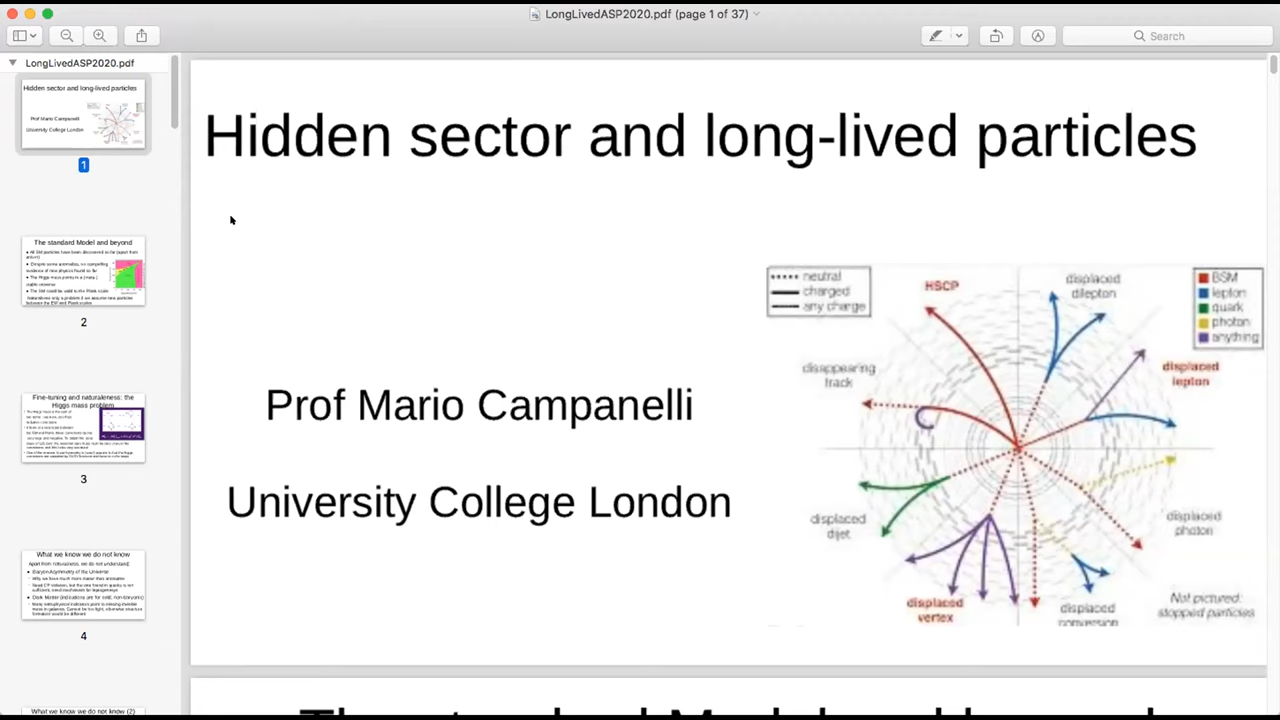 LongLivedASP2020.pdf (page 1 of 37)
Search
LongLivedASP2020.pdf
Hidden sector and long-lived particles
Prof Mario Campanelli
University College London
1
The standard Model and beyond
2
Fine-tuning and naturaleness: the
Higgs mass problem
3
What we know we do not know
4
What we know we do not know (2)
Hidden sector and long-lived particles
Prof Mario Campanelli
University College London
neutral
charged
any charge
HSCP
displaced
dilepton
BSM
lepton
quark
photon
anything
disappearing
track
displaced
lepton
displaced
dijet
displaced
photon
displaced
vertex
displaced
conversion
Not pictured:
stopped particles